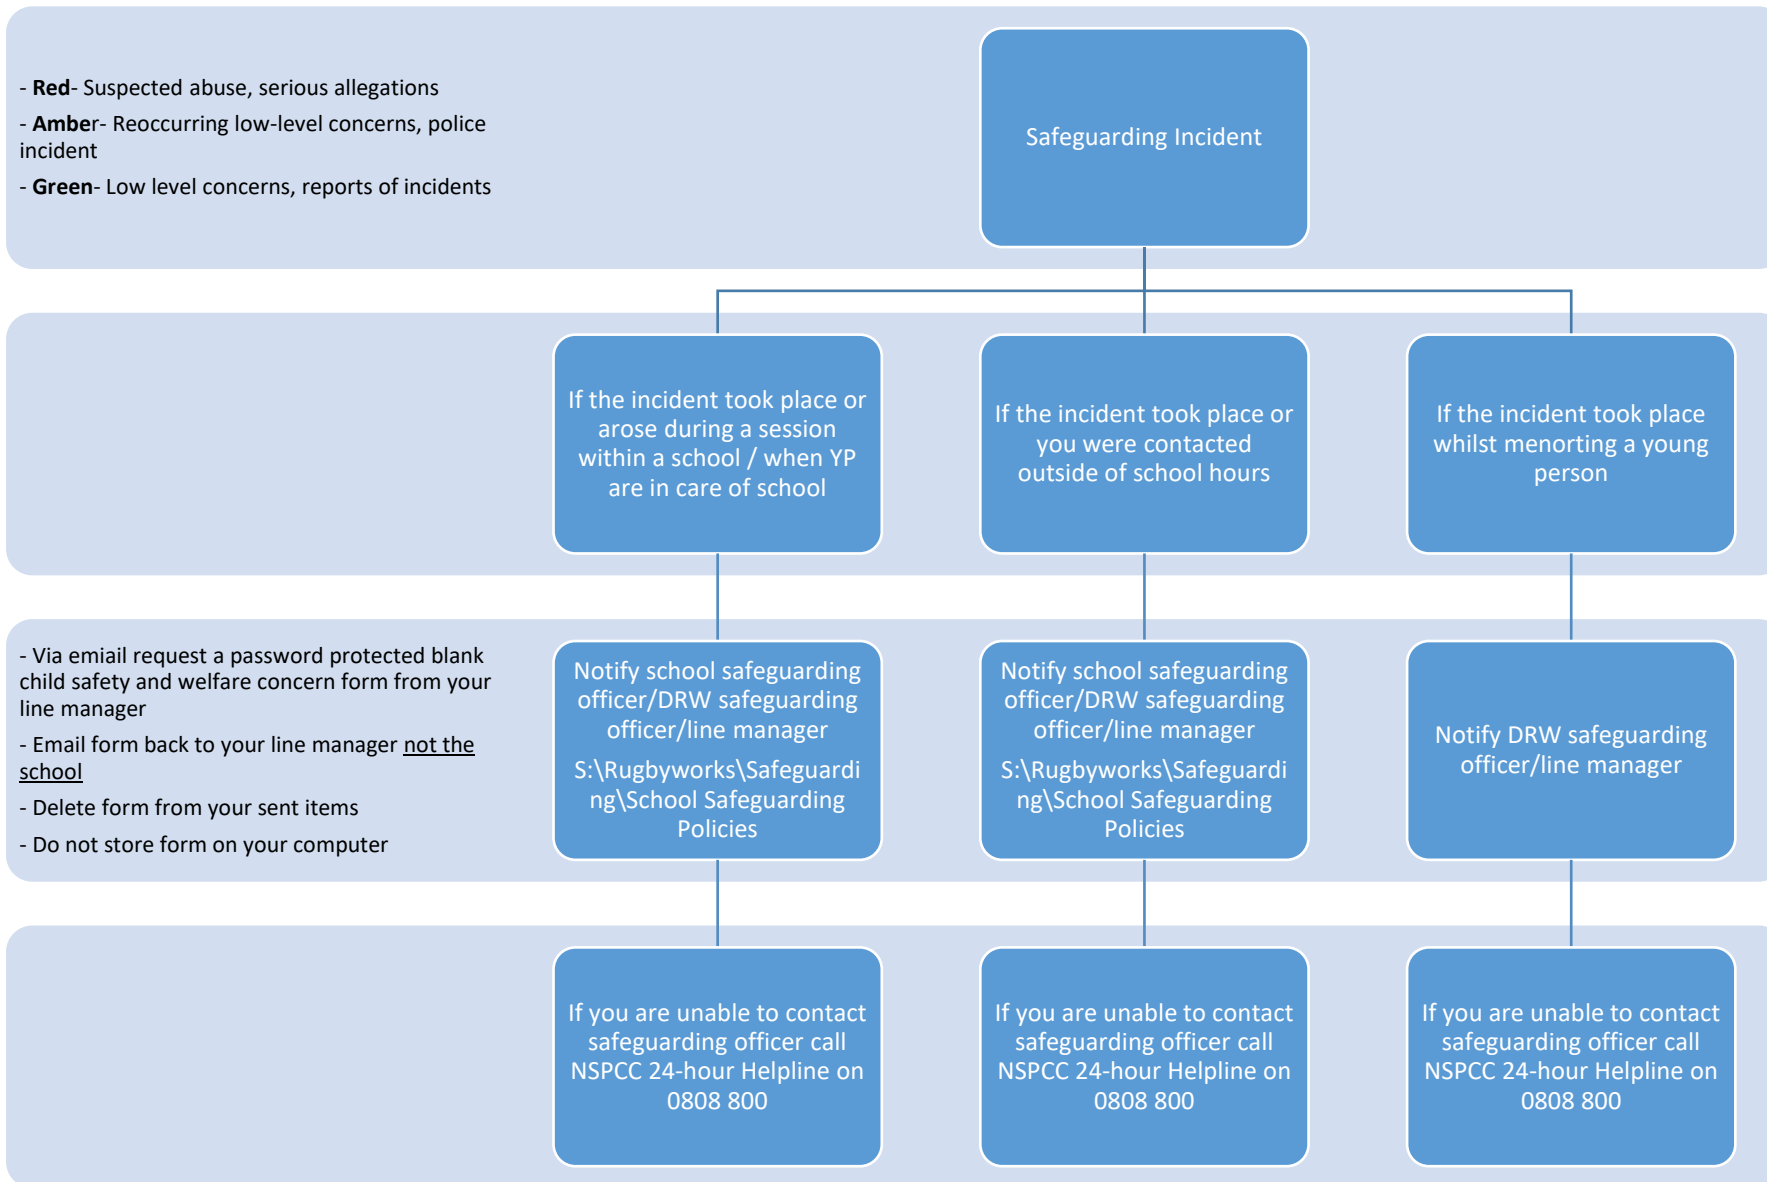 - Red- Suspected abuse, serious allegations
- Amber- Reoccurring low-level concerns, police
incident
- Green- Low level concerns, reports of incidents
Safeguarding Incident
If the incident took place or
arose during a session
within a school / when YP
are in care of school
If the incident took place or
you were contacted
outside of school hours
If the incident took place
whilst menorting a young
person
- Via emiail request a password protected blank
child safety and welfare concern form from your
line manager
- Email form back to your line manager not the
school
- Delete form from your sent items
- Do not store form on your computer
Notify school safeguarding
officer/DRW safeguarding
officer/line manager
S:\Rugbyworks\Safeguardi
ng\School Safeguarding
Policies
Notify school safeguarding
officer/DRW safeguarding
officer/line manager
S:\Rugbyworks\Safeguardi
ng\School Safeguarding
Policies
Notify DRW safeguarding
officer/line manager
If you are unable to contact
safeguarding officer call
NSPCC 24-hour Helpline on
0808 800
If you are unable to contact
safeguarding officer call
NSPCC 24-hour Helpline on
0808 800
If you are unable to contact
safeguarding officer call
NSPCC 24-hour Helpline on
0808 800